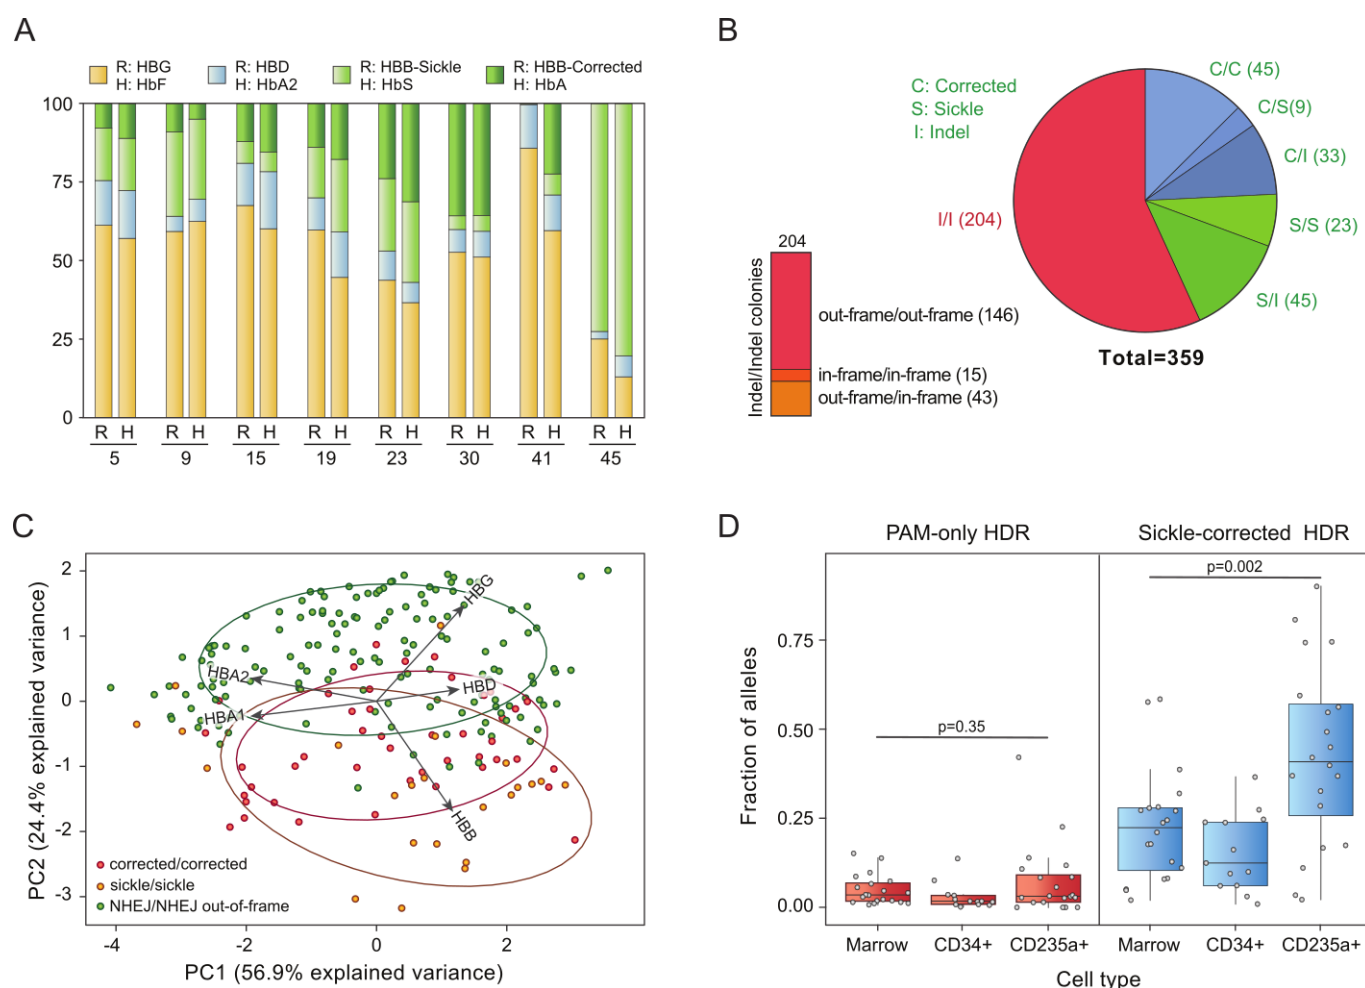 A
R: HBG
H: HbF
R: HBD
H: HbA2
R: HBB-Sickle
H: HbS
R: HBB-Corrected
H: HbA
100
75
50
25
0
R H R H R H R H R H R H R H R H
5 9 15 19 23 30 41 45
B
C: Corrected
S: Sickle
I: Indel
C/C (45)
C/S(9)
C/I (33)
S/S (23)
S/I (45)
I/I (204)
Total=359
204
Indel/Indel colonies
out-frame/out-frame (146)
in-frame/in-frame (15)
out-frame/in-frame (43)
C
PC2 (24.4% explained variance)
2
1
0
-1
-2
-3
HBG
HBA2
HBD
HBA1
HBB
corrected/corrected
sickle/sickle
NHEJ/NHEJ out-of-frame
-4 -2 0 2
PC1 (56.9% explained variance)
D
PAM-only HDR
Sickle-corrected HDR
p=0.002
p=0.35
Fraction of alleles
0.75
0.50
0.25
0.00
Marrow CD34+ CD235a+ Marrow CD34+ CD235a+
Cell type